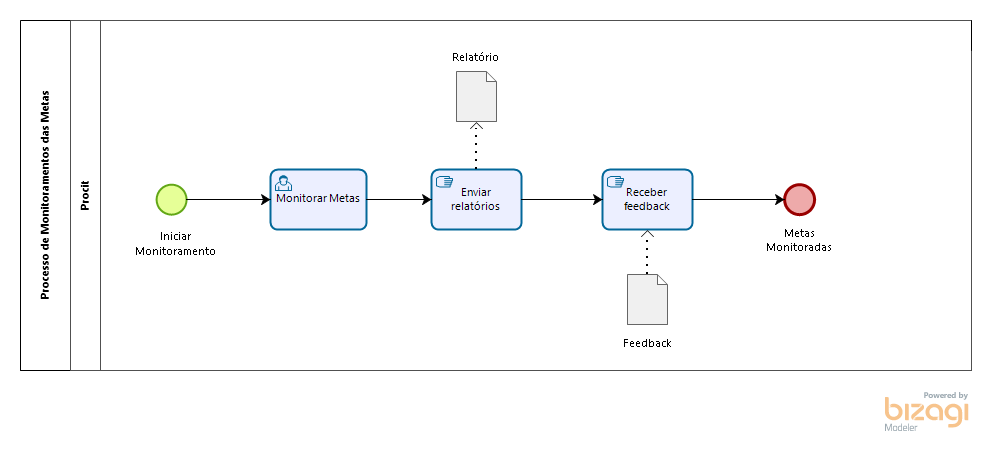 Processo de Monitoramentos das Metas
Procit
Relatório
Monitorar Metas
Enviar
relatórios
Receber
feedback
Iniciar
Monitoramento
Metas
Monitoradas
Feedback
Powered by
bizagi
Modeler